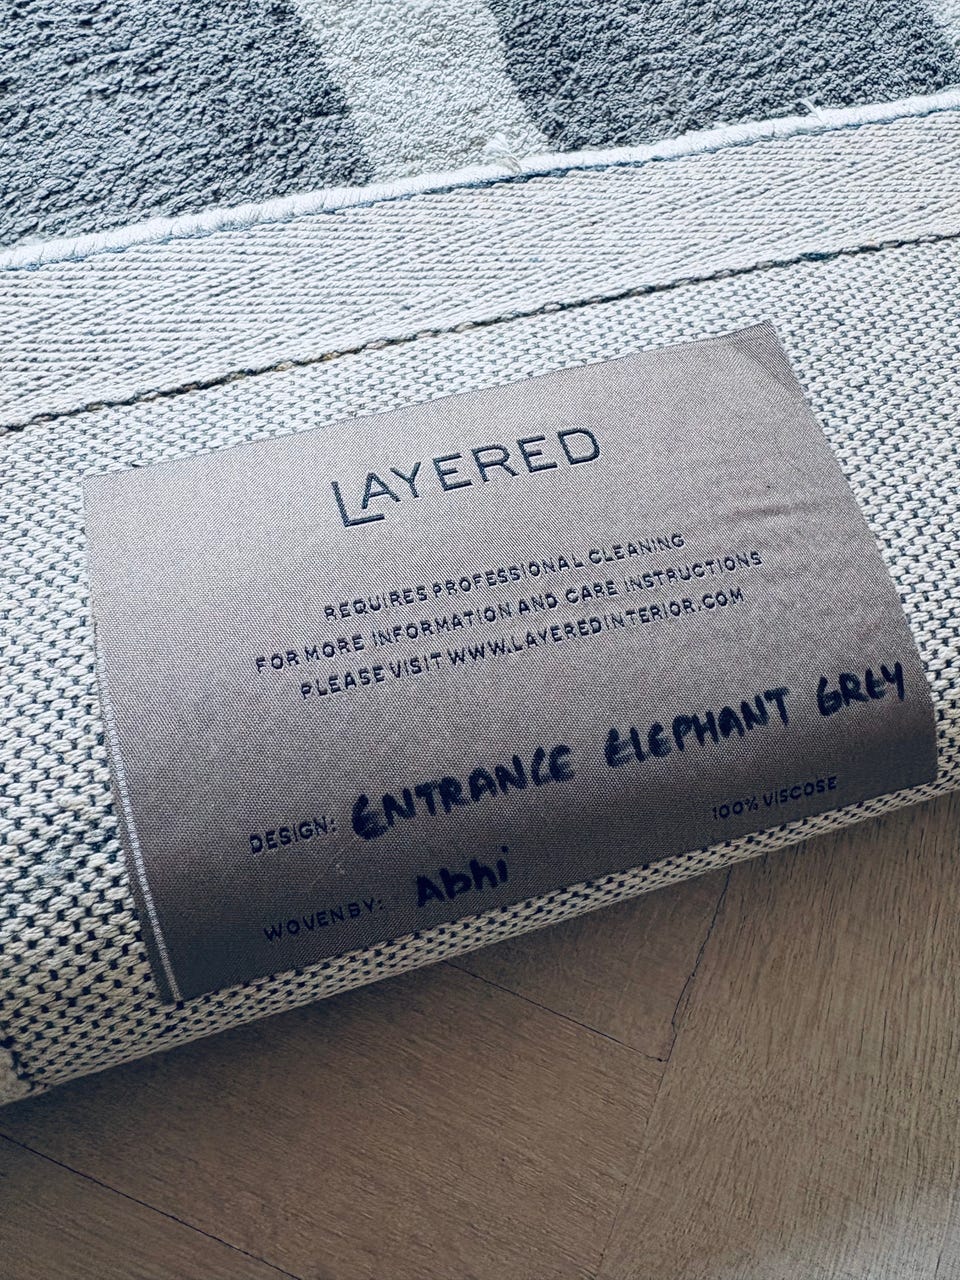 LAYERED
REQUIRES PROFESSIONAL CLEANING
FOR MORE INFORMATION AND CARE INSTRUCTIONS
PLEASE VISIT WWW.LAYEREDINTERIOR.COM
DESIGN: ENTRANCE ELEPHANT GREY
100% VISCOSE
WOVEN BY: Abhi